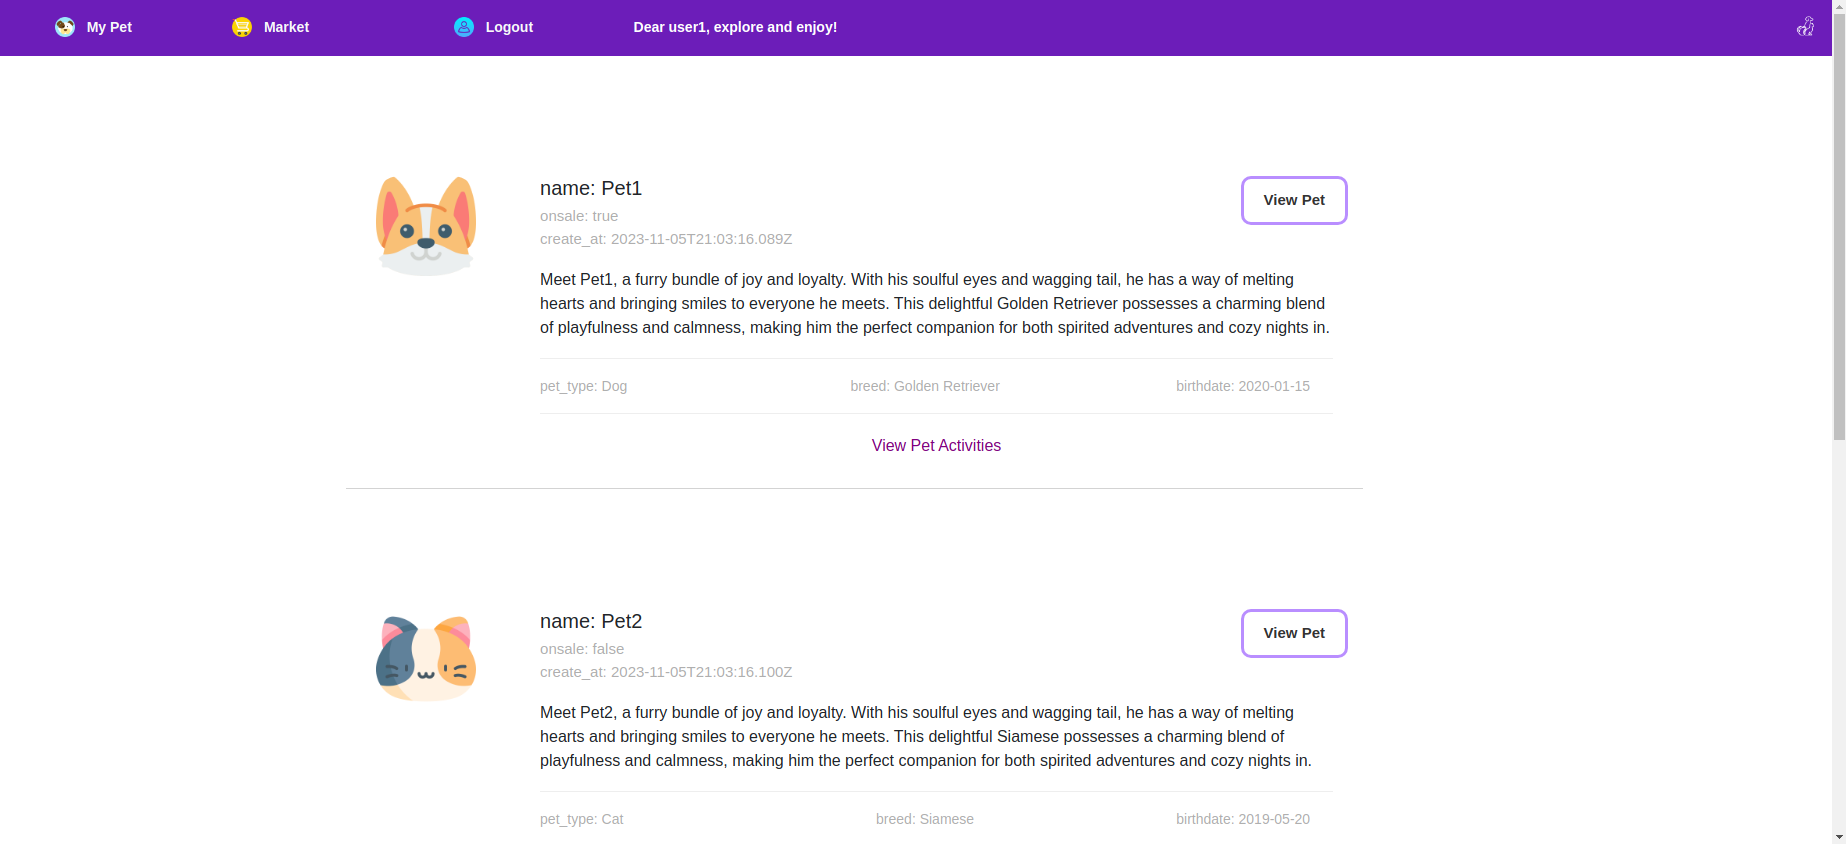 My Pet
Market
Logout
Dear user1, explore and enjoy!
name: Pet1
View Pet
onsale: true
create_at: 2023-11-05T21:03:16.089Z
Meet Pet1, a furry bundle of joy and loyalty. With his soulful eyes and wagging tail, he has a way of melting
hearts and bringing smiles to everyone he meets. This delightful Golden Retriever possesses a charming blend
of playfulness and calmness, making him the perfect companion for both spirited adventures and cozy nights in.
pet_type: Dog
breed: Golden Retriever
birthdate: 2020-01-15
View Pet Activities
name: Pet2
View Pet
onsale: false
create_at: 2023-11-05T21:03:16.100Z
Meet Pet2, a furry bundle of joy and loyalty. With his soulful eyes and wagging tail, he has a way of melting
hearts and bringing smiles to everyone he meets. This delightful Siamese possesses a charming blend of
playfulness and calmness, making him the perfect companion for both spirited adventures and cozy nights in.
pet_type: Cat
breed: Siamese
birthdate: 2019-05-20